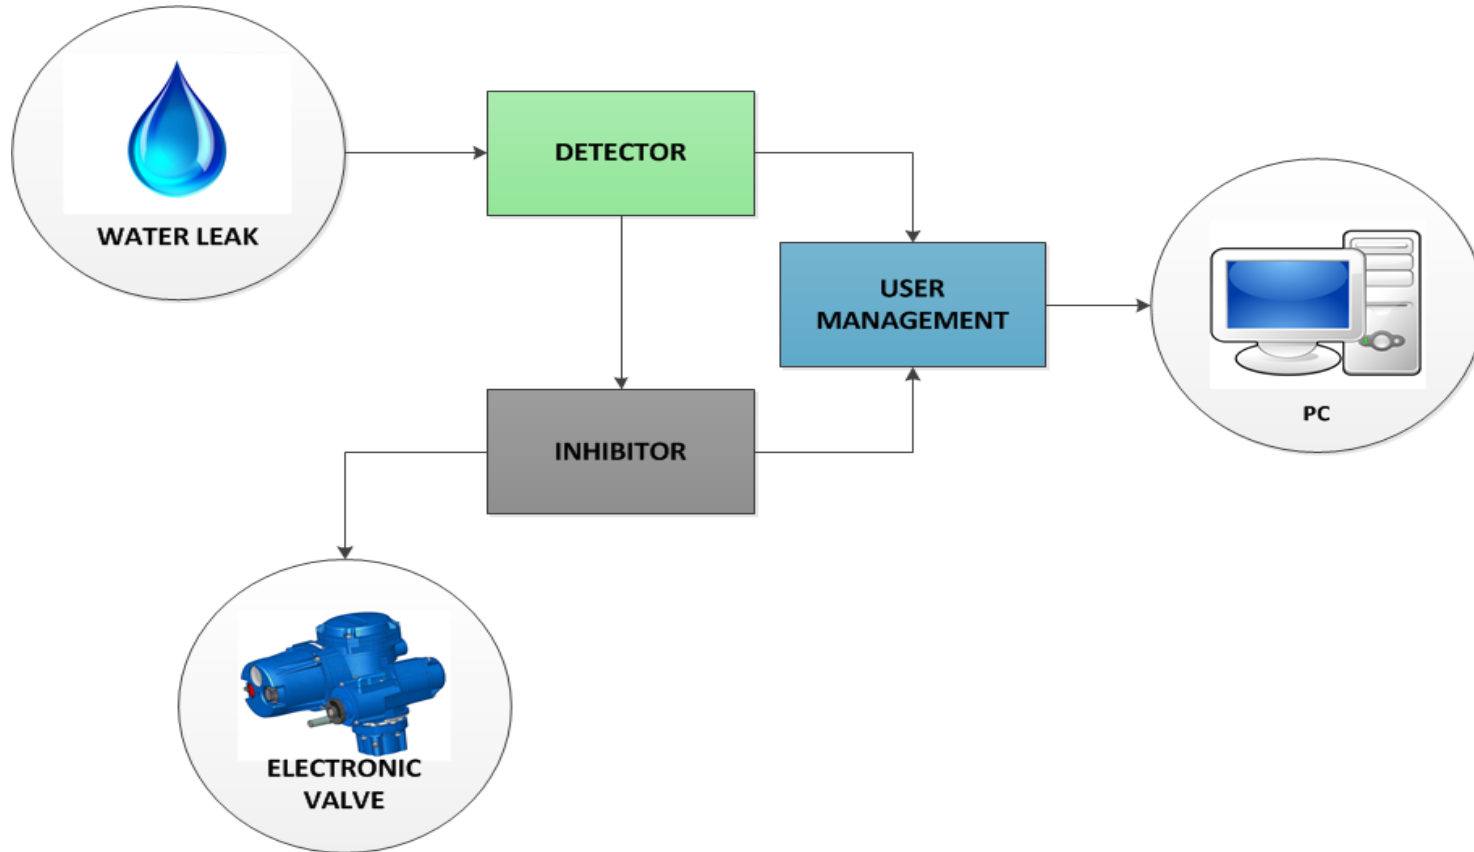 WATER LEAK
DETECTOR
USER
MANAGEMENT
PC
INHIBITOR
ELECTRONIC
VALVE